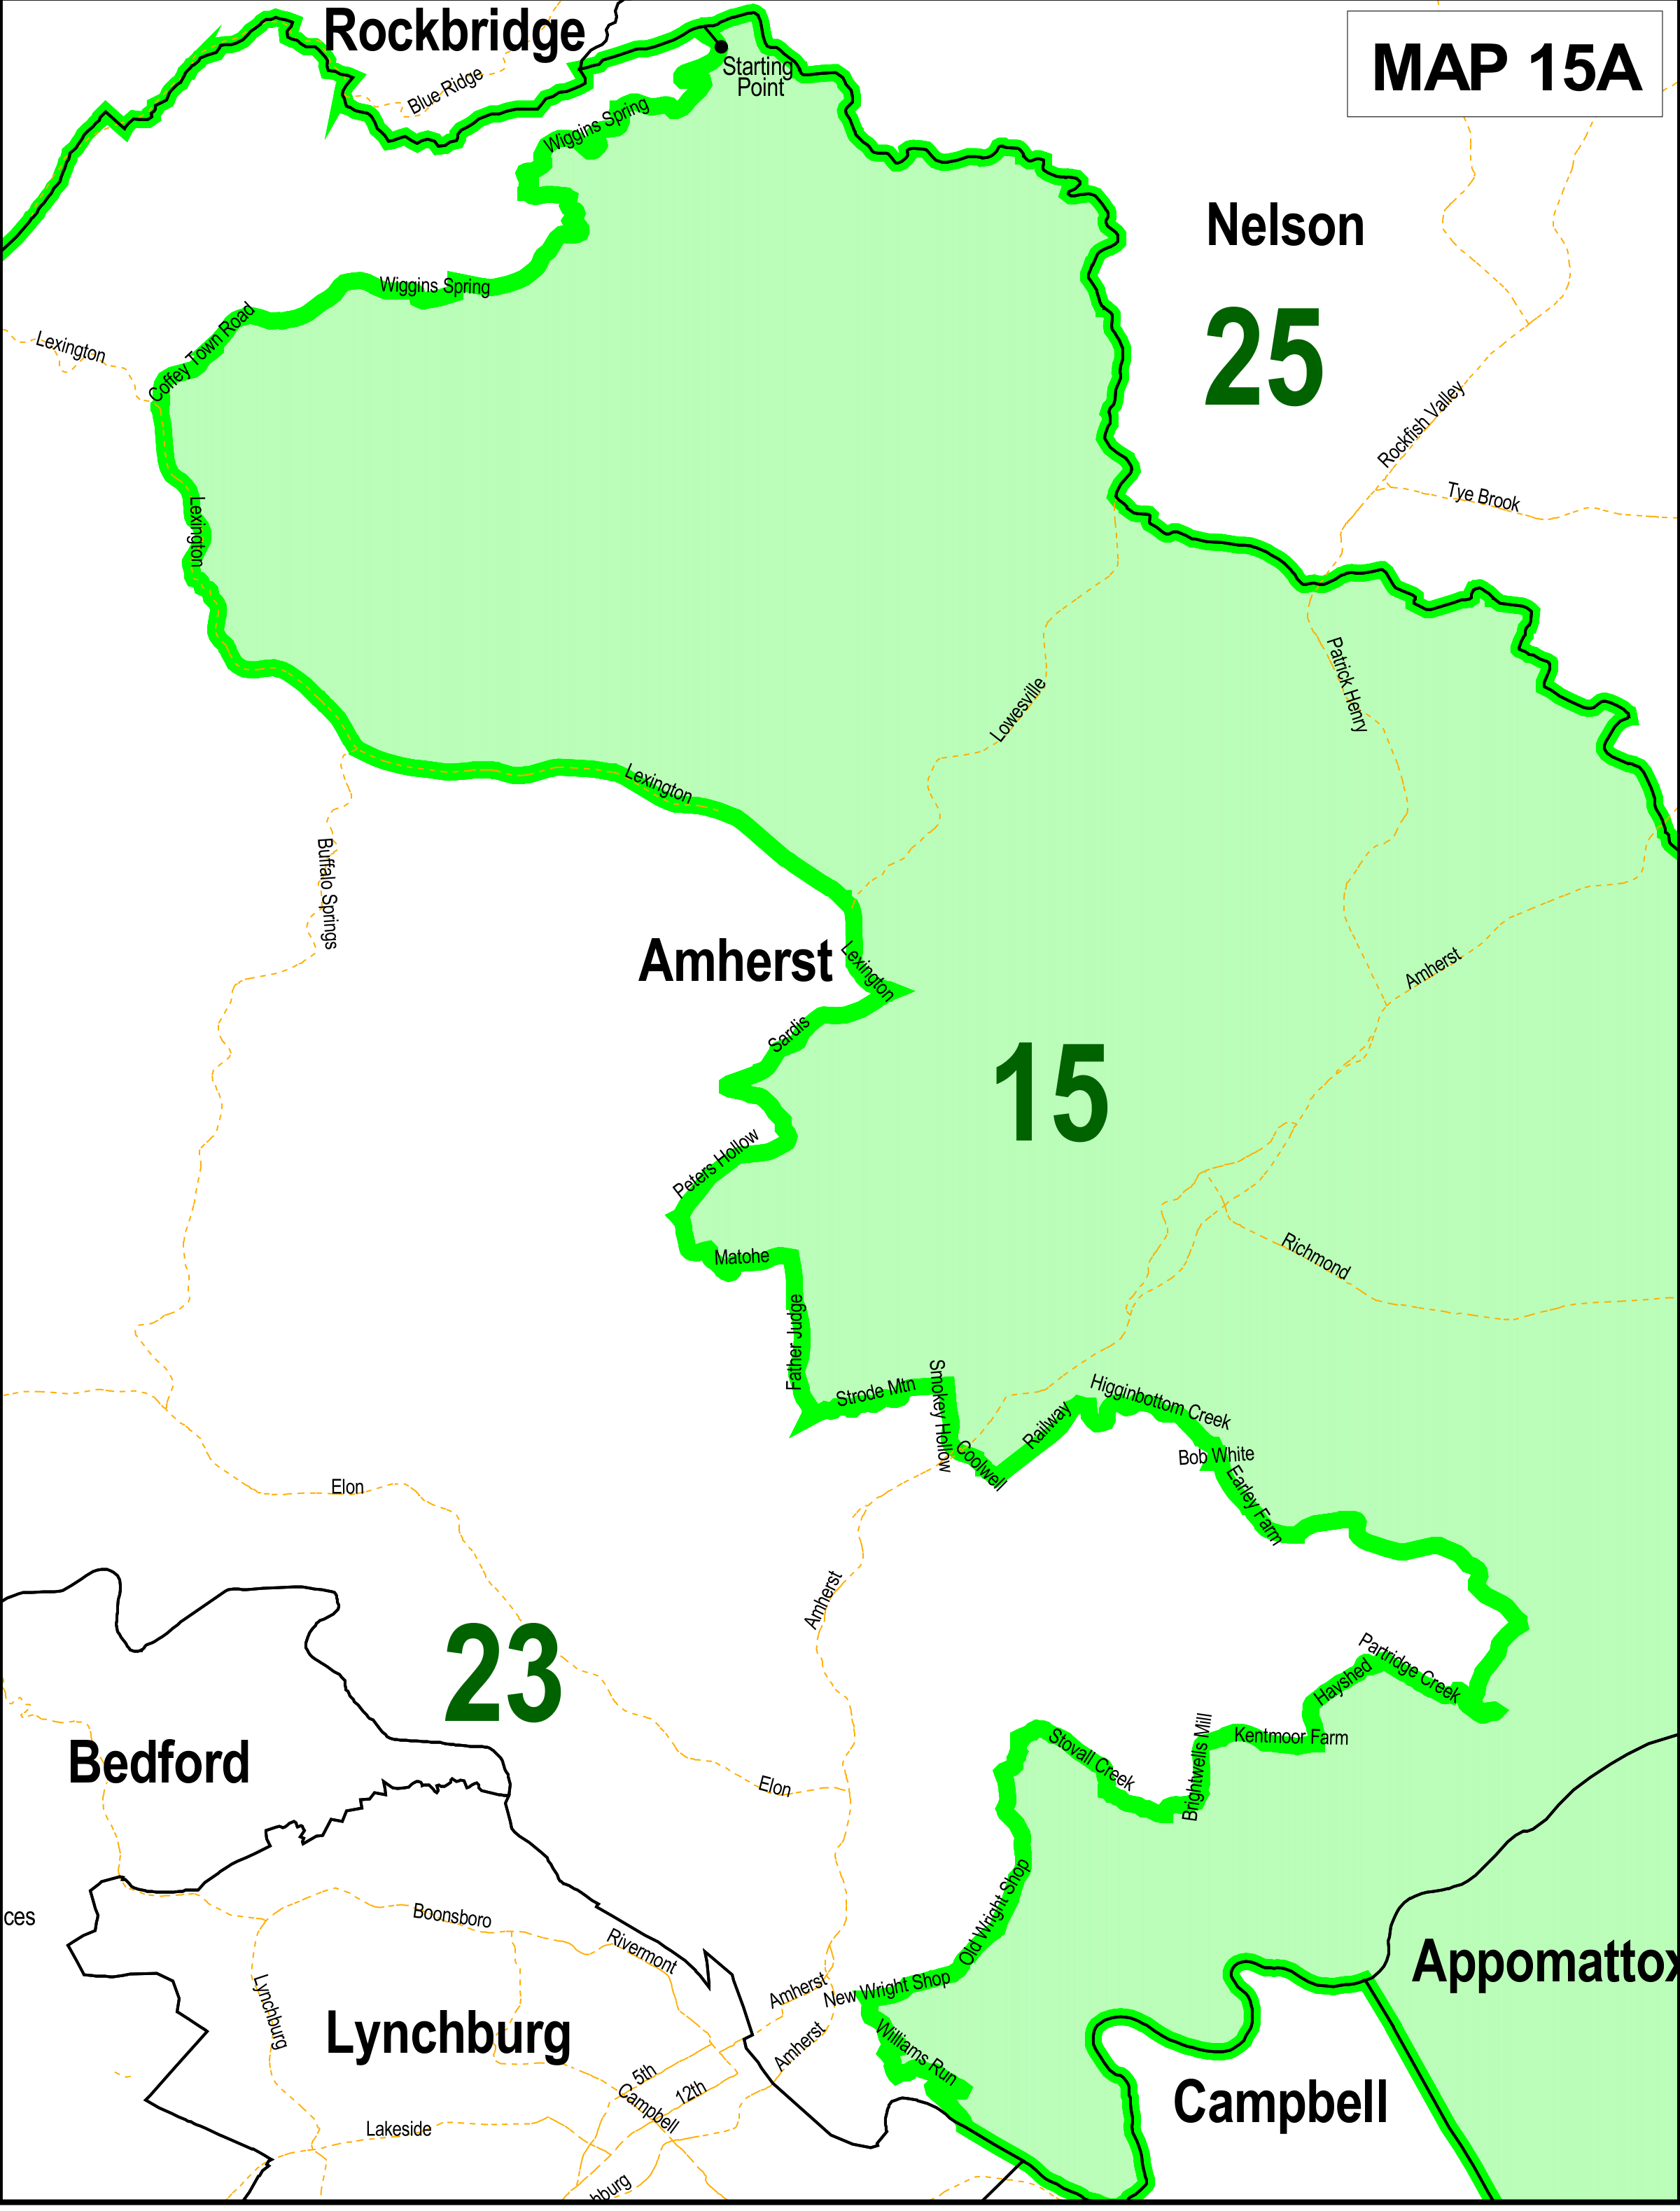 Rockbridge
MAP 15A
Starting
Point
Blue Ridge
Wiggins Spring
Nelson
25
Wiggins Spring
Coffey Town Road
Lexington
Rockfish Valley
Tye Brook
Lexington
Patrick Henry
Lowesville
Lexington
Buffalo Springs
Amherst
Lexington
Amherst
Sardis
15
Peters Hollow
Matohe
Richmond
Father Judge
Strode Mtn
Smokey Hollow
Higginbottom Creek
Railway
Coolwell
Bob White
Earley Farm
Elon
Amherst
23
Partridge Creek
Hayshed
Bedford
Kentmoor Farm
Brightwells Mill
Stovall Creek
Elon
Old Wright Shop
ces
Boonsboro
Rivermont
Appomattox
Amherst
New Wright Shop
Lynchburg
Lynchburg
Amherst
Williams Run
5th
12th
Campbell
Campbell
Lakeside
hburg